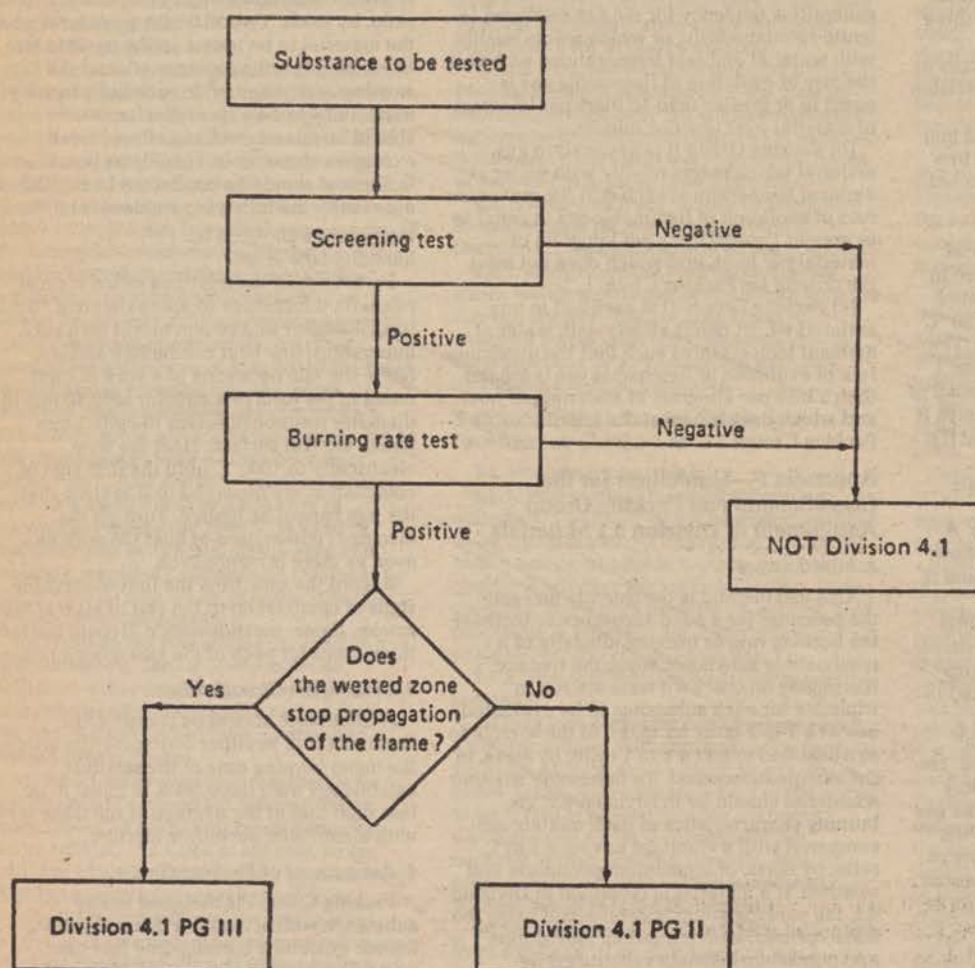 Substance to be tested
Screening test
Negative
Positive
Burning rate test
Negative
Positive
NOT Division 4.1
Does
the wetted zone
stop propagation
of the flame?
Yes
No
Division 4.1 PG III
Division 4.1 PG II